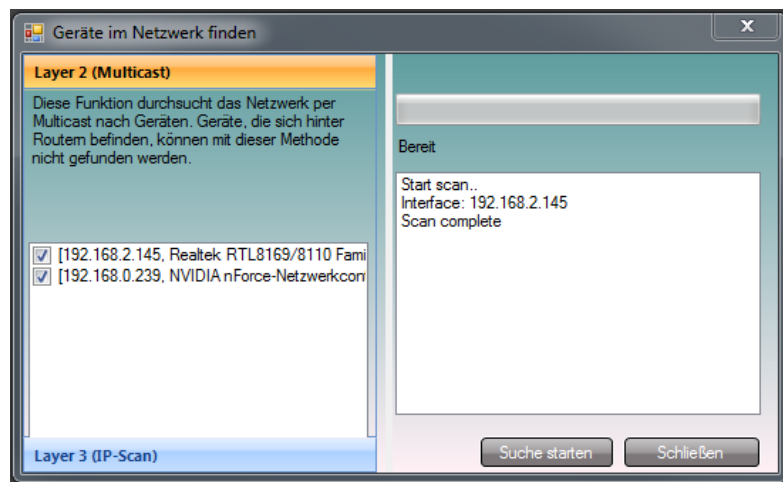 Geräte im Netzwerk finden
Layer 2 (Multicast)
Diese Funktion durchsucht das Netzwerk per
Multicast nach Geräten. Geräte, die sich hinter
Routern befinden, können mit dieser Methode
nicht gefunden werden.
[192.168.2.145, Realtek RTL8169/8110 Fami
[192.168.0.239, NVIDIA nForce-Netzwerkcon
Layer 3 (IP-Scan)
Bereit
Start scan..
Interface: 192.168.2.145
Scan complete
Suche starten
Schließen